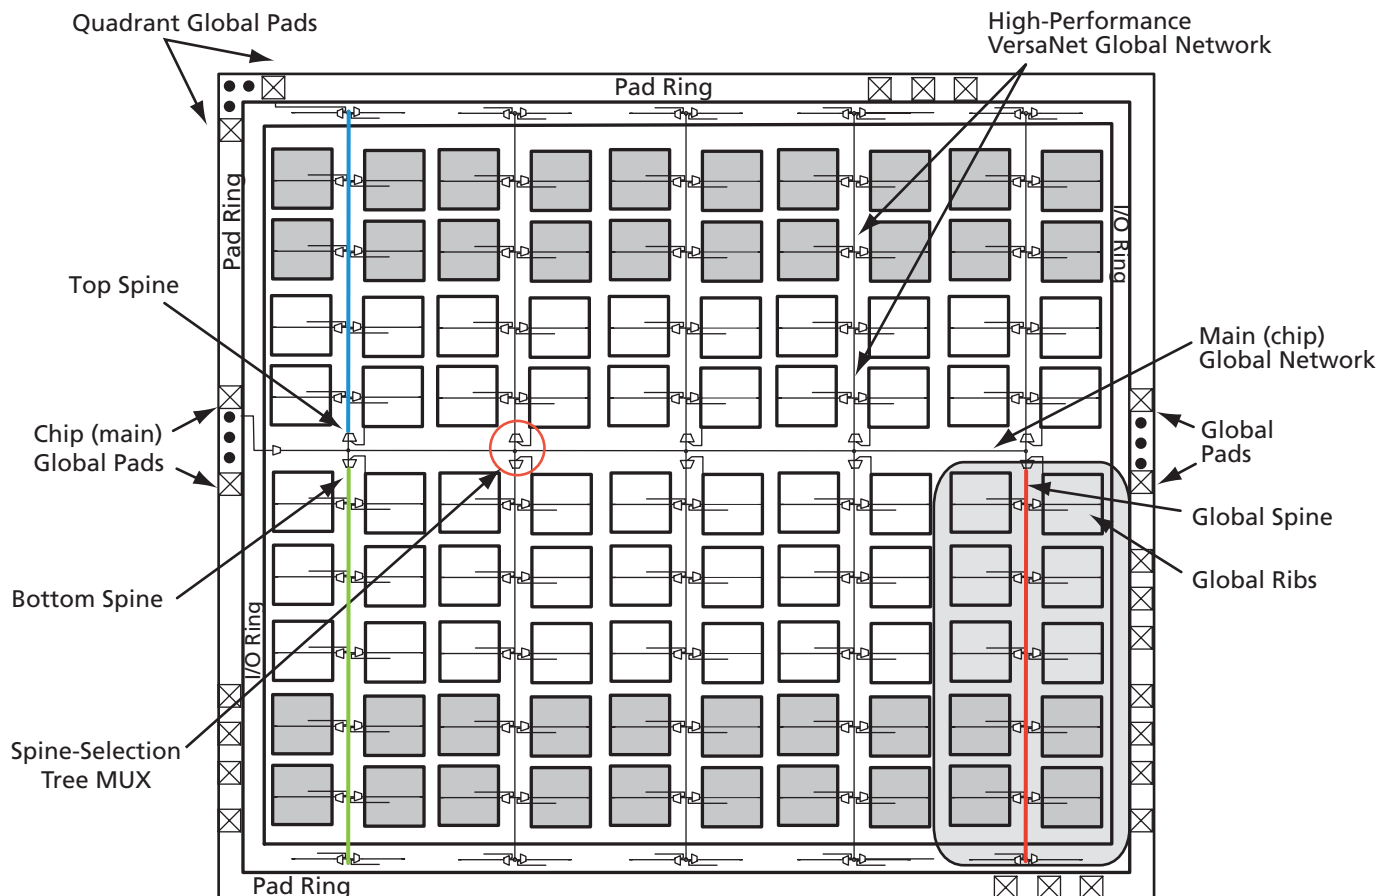 Quadrant Global Pads
High-Performance
VersaNet Global Network
Pad Ring
Pad Ring
I/O Ring
Top Spine
Main (chip)
Global Network
Chip (main)
Global Pads
Global
Pads
Global Spine
Global Ribs
Bottom Spine
I/O Ring
Spine-Selection
Tree MUX
Pad Ring